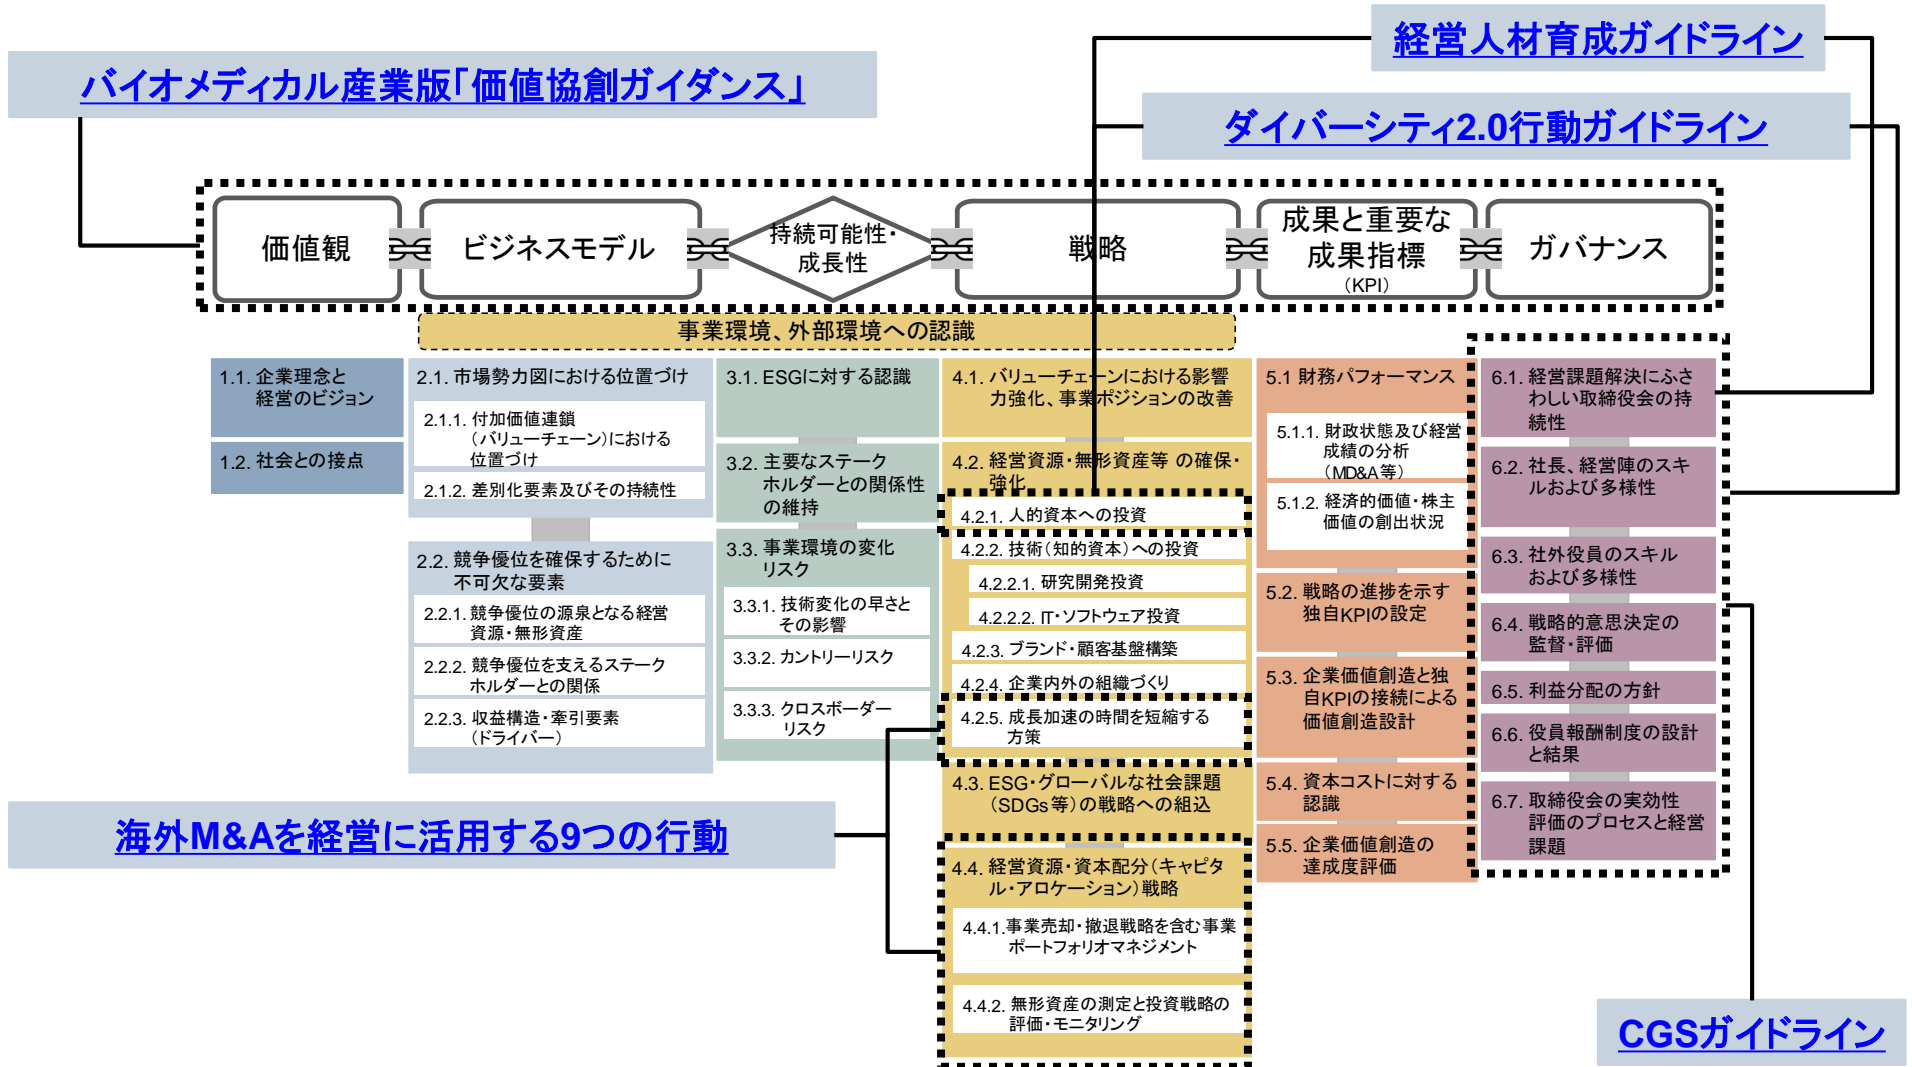 経営人材育成ガイドライン
バイオメディカル産業版「価値協創ガイダンス」
ダイバーシティ2.0行動ガイドライン
価値観
ビジネスモデル
持続可能性・
成長性
戦略
成果と重要な
成果指標
（KPI）
ガバナンス
事業環境、外部環境への認識
1.1. 企業理念と
経営のビジョン
1.2. 社会との接点
2.1. 市場勢力図における位置づけ
2.1.1. 付加価値連鎖
（バリューチェーン）における
位置づけ
2.1.2. 差別化要素及びその持続性
2.2. 競争優位を確保するために
不可欠な要素
2.2.1. 競争優位の源泉となる経営
資源・無形資産
2.2.2. 競争優位を支えるステーク
ホルダーとの関係
2.2.3. 収益構造・牽引要素
（ドライバー）
3.1. ESGに対する認識
3.2. 主要なステーク
ホルダーとの関係性
の維持
3.3. 事業環境の変化
リスク
3.3.1. 技術変化の早さと
その影響
3.3.2. カントリーリスク
3.3.3. クロスボーダー
リスク
4.1. バリューチェーンにおける影響
力強化、事業ポジションの改善
4.2. 経営資源・無形資産等 の確保・
強化
4.2.1. 人的資本への投資
4.2.2. 技術（知的資本）への投資
4.2.2.1. 研究開発投資
4.2.2.2. IT・ソフトウェア投資
4.2.3. ブランド・顧客基盤構築
4.2.4. 企業内外の組織づくり
4.2.5. 成長加速の時間を短縮する
方策
4.3. ESG・グローバルな社会課題
（SDGs等）の戦略への組込
4.4. 経営資源・資本配分（キャピタ
ル・アロケーション）戦略
4.4.1.事業売却・撤退戦略を含む事業
ポートフォリオマネジメント
4.4.2. 無形資産の測定と投資戦略の
評価・モニタリング
5.1 財務パフォーマンス
5.1.1. 財政状態及び経営
成績の分析
（MD&A等）
5.1.2. 経済的価値・株主
価値の創出状況
5.2. 戦略の進捗を示す
独自KPIの設定
5.3. 企業価値創造と独
自KPIの接続による
価値創造設計
5.4. 資本コストに対する
認識
5.5. 企業価値創造の
達成度評価
6.1. 経営課題解決にふさ
わしい取締役会の持
続性
6.2. 社長、経営陣のスキ
ルおよび多様性
6.3. 社外役員のスキル
および多様性
6.4. 戦略的意思決定の
監督・評価
6.5. 利益分配の方針
6.6. 役員報酬制度の設計
と結果
6.7. 取締役会の実効性
評価のプロセスと経営
課題
海外M&Aを経営に活用する9つの行動
CGSガイドライン